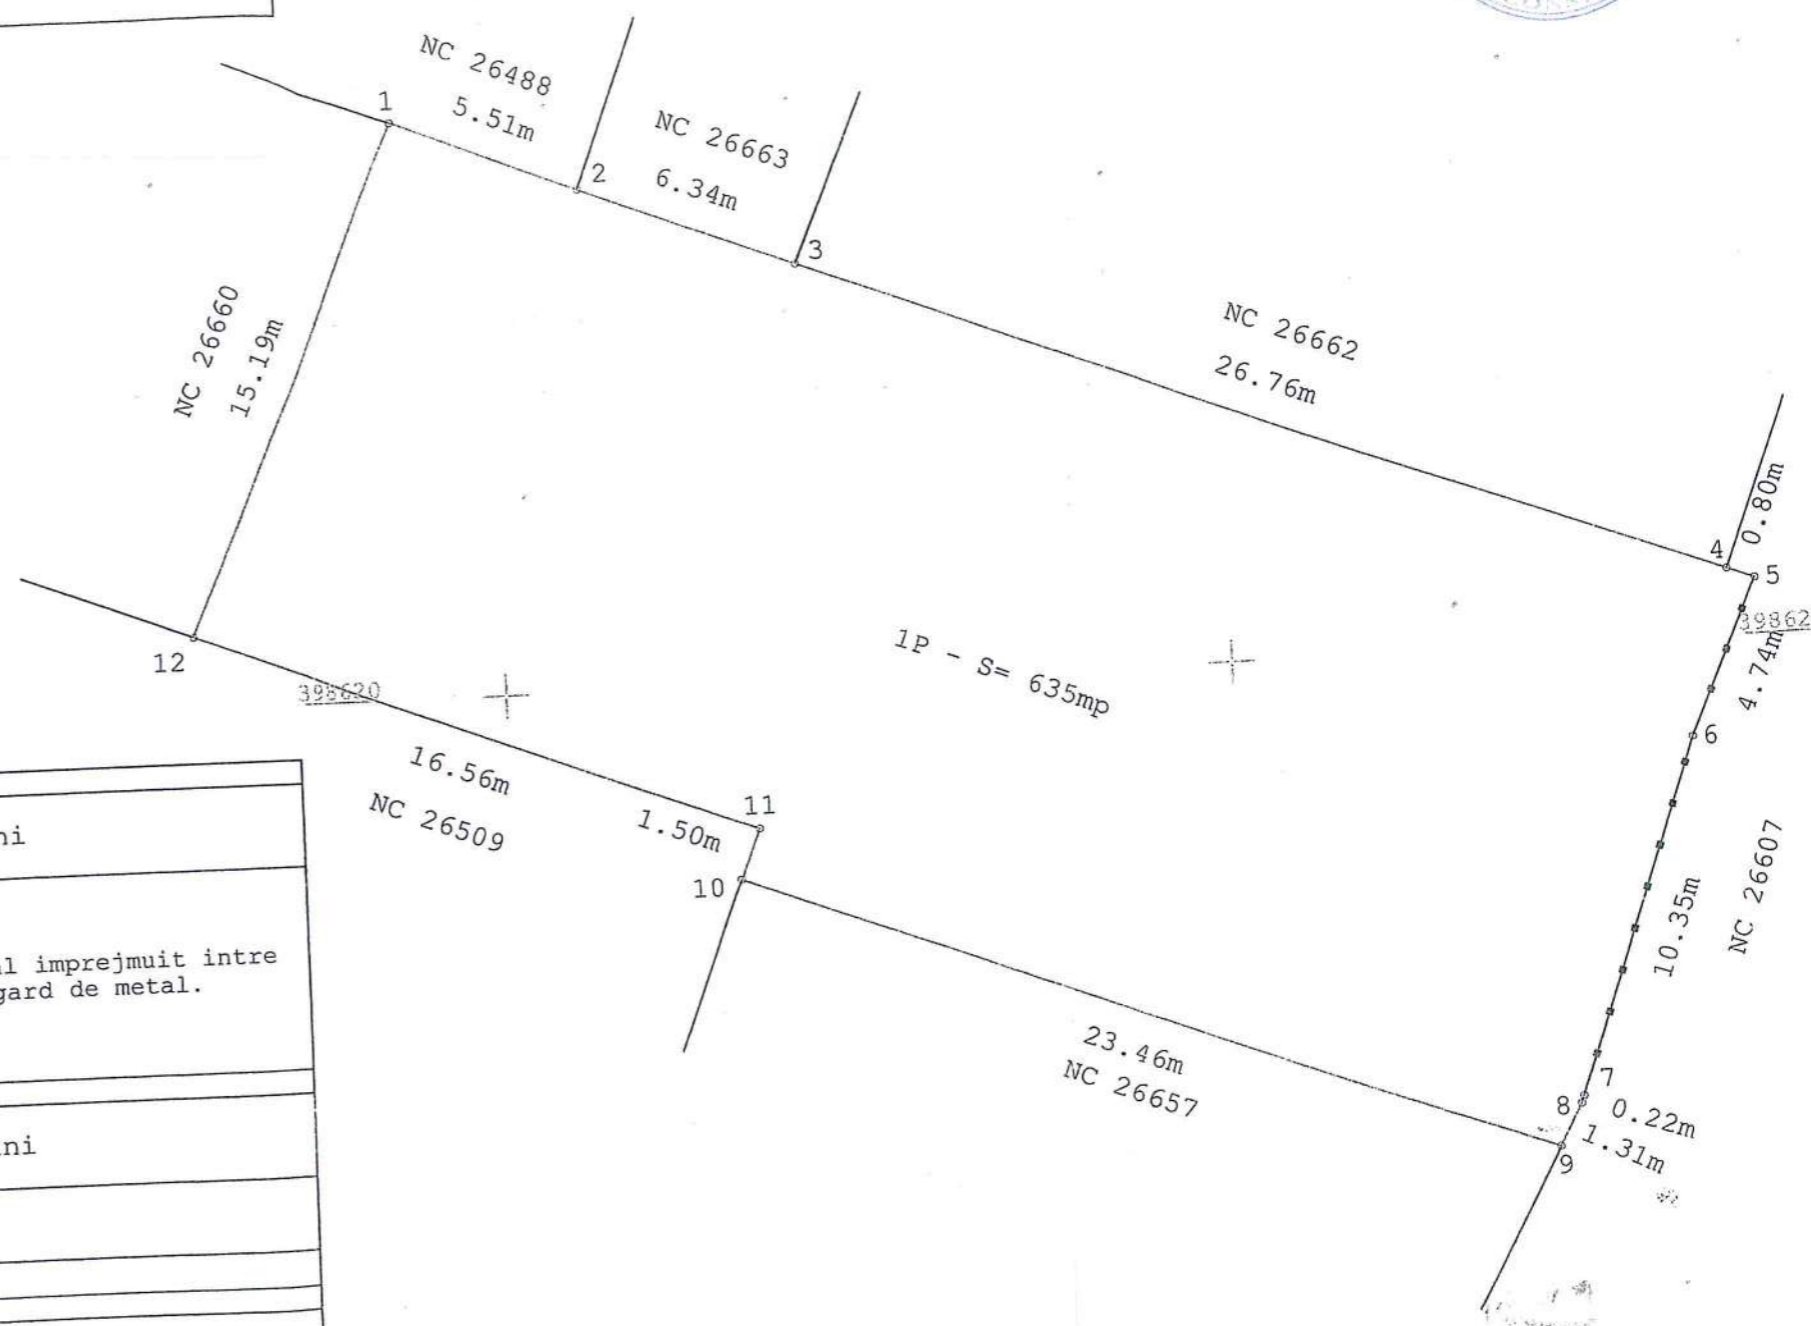 NC 26488
5.51m
1
NC 26663
6.34m
2
3
NC 26662
26.76m
NC 26660
15.19m
0.80m
4
5
39862
4.74m
6
1P - S= 635mp
12
398620
16.56m
NC 26509
11
1.50m
10
10.35m
NC 26607
23.46m
NC 26657
7
8
0.22m
1.31m
9
ni
al imprejmuit intre
gard de metal.
ni